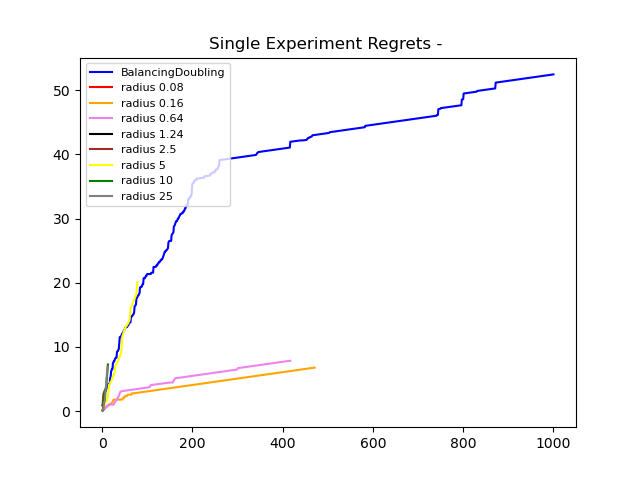 Single Experiment Regrets -
BalancingDoubling
radius 0.08
radius 0.16
radius 0.64
radius 1.24
radius 2.5
radius 5
radius 10
radius 25
50
40
30
20
10
0
0 200 400 600 800 1000